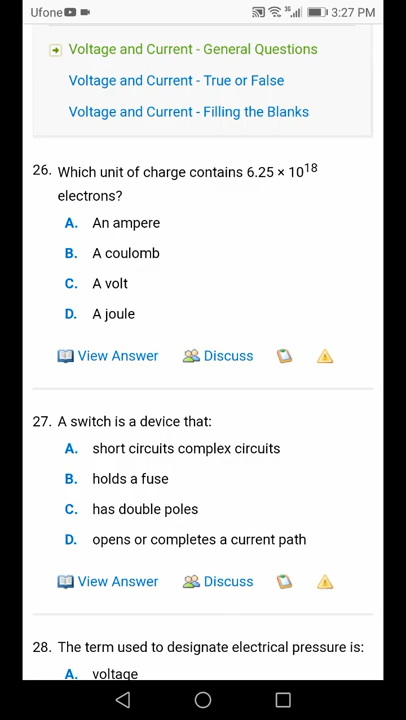 Ufone 3G 3:27 PM
Voltage and Current - General Questions
Voltage and Current - True or False
Voltage and Current - Filling the Blanks
26. Which unit of charge contains 6.25 × 10¹⁸
electrons?
A. An ampere
B. A coulomb
C. A volt
D. A joule
View Answer Discuss
27. A switch is a device that:
A. short circuits complex circuits
B. holds a fuse
C. has double poles
D. opens or completes a current path
View Answer Discuss
28. The term used to designate electrical pressure is:
A. voltage